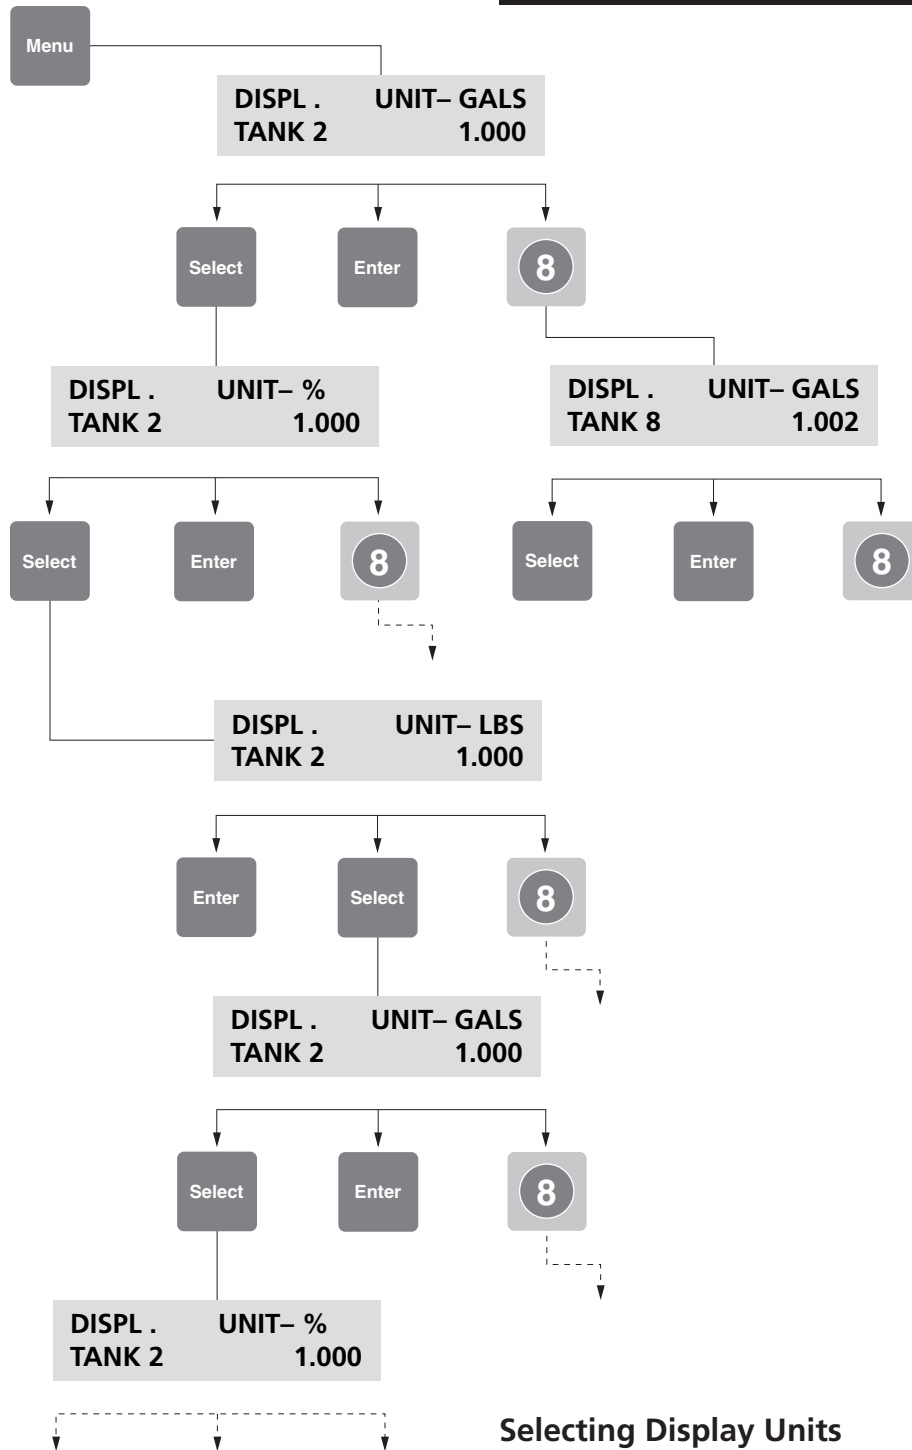 Menu
DISPL . UNIT– GALS
TANK 2 1.000
Select Enter 8
DISPL . UNIT– %
TANK 2 1.000
DISPL . UNIT– GALS
TANK 8 1.002
Select Enter 8
Select Enter 8
DISPL . UNIT– LBS
TANK 2 1.000
Enter Select 8
DISPL . UNIT– GALS
TANK 2 1.000
Select Enter 8
DISPL . UNIT– %
TANK 2 1.000
Selecting Display Units